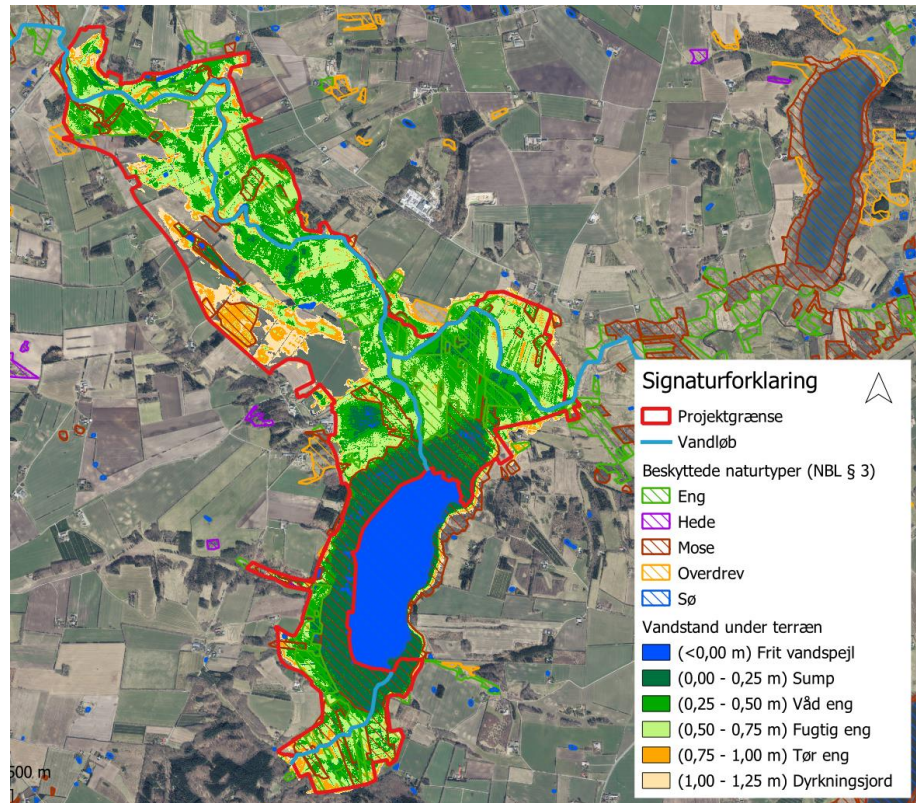 Signaturforklaring
Projektgrænse
Vandløb
Beskyttede naturtyper (NBL § 3)
Eng
Hede
Mose
Overdrev
Sø
Vandstand under terræn
(<0,00 m) Frit vandspejl
(0,00 - 0,25 m) Sump
(0,25 - 0,50 m) Våd eng
(0,50 - 0,75 m) Fugtig eng
(0,75 - 1,00 m) Tør eng
(1,00 - 1,25 m) Dyrkningsjord
500 m